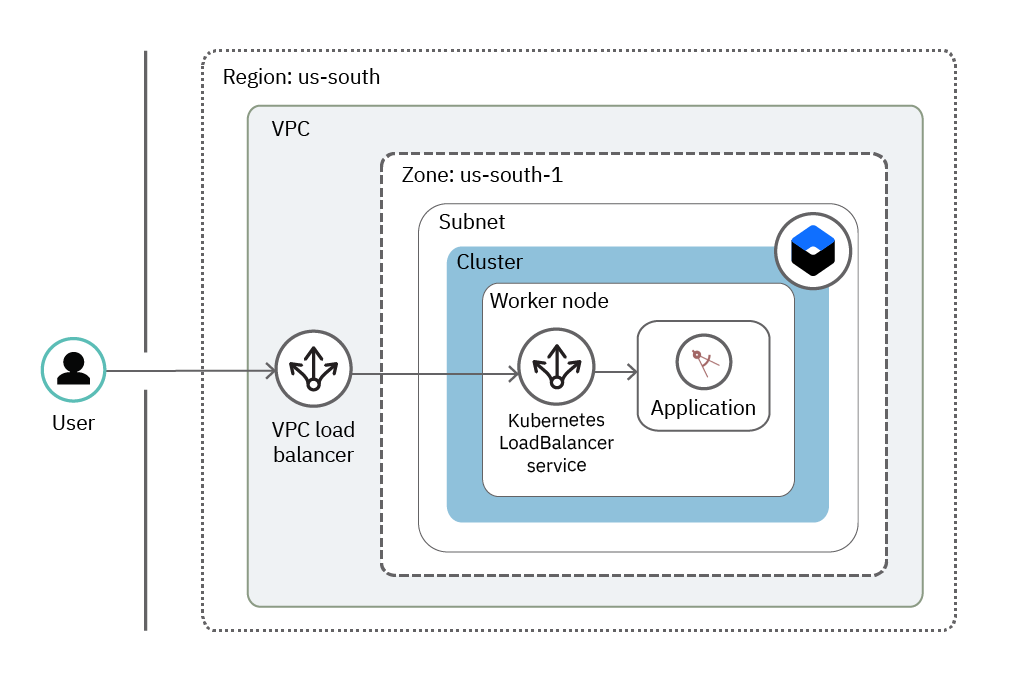 Region: us-south
VPC
Zone: us-south-1
Subnet
Cluster
Worker node
User
VPC load
balancer
Kubernetes
LoadBalancer
service
Application